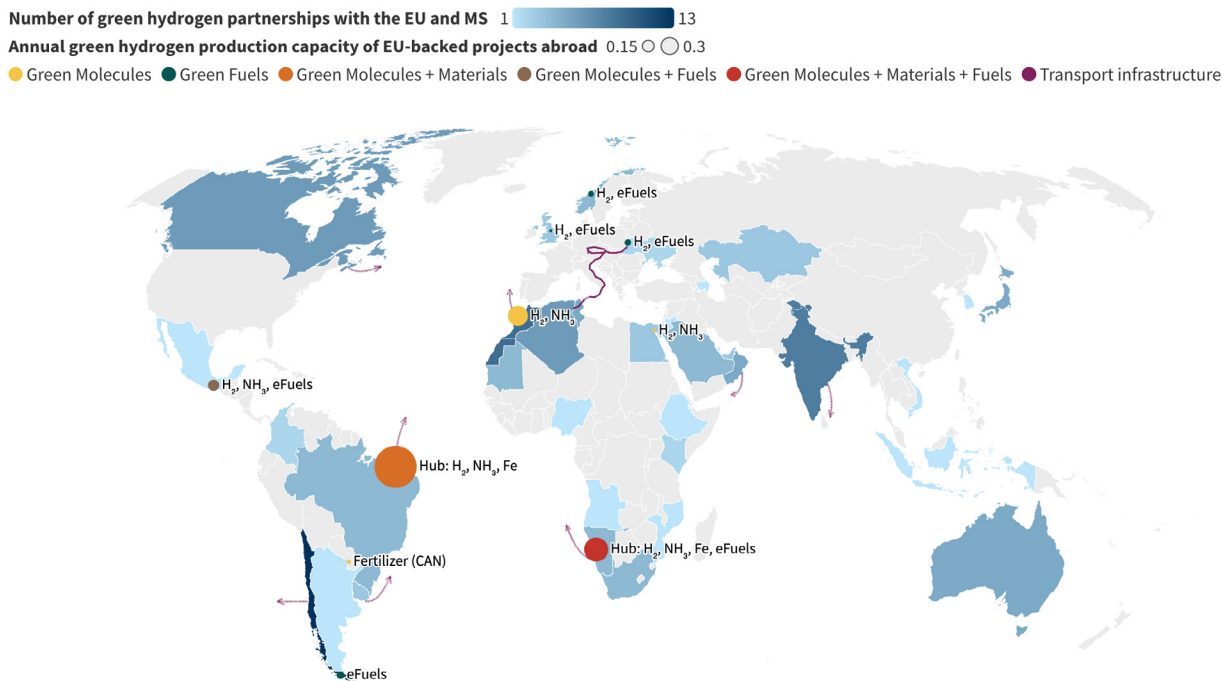 Number of green hydrogen partnerships with the EU and MS 1 13
Annual green hydrogen production capacity of EU-backed projects abroad 0.15 0.3
Green Molecules Green Fuels Green Molecules + Materials Green Molecules + Fuels Green Molecules + Materials + Fuels Transport infrastructure
H₂, eFuels
H₂, eFuels
H₂, eFuels
H₂, NH₃
H₂, NH₃
H₂, NH₃, eFuels
Hub: H₂, NH₃, Fe
Hub: H₂, NH₃, Fe, eFuels
Fertilizer (CAN)
eFuels